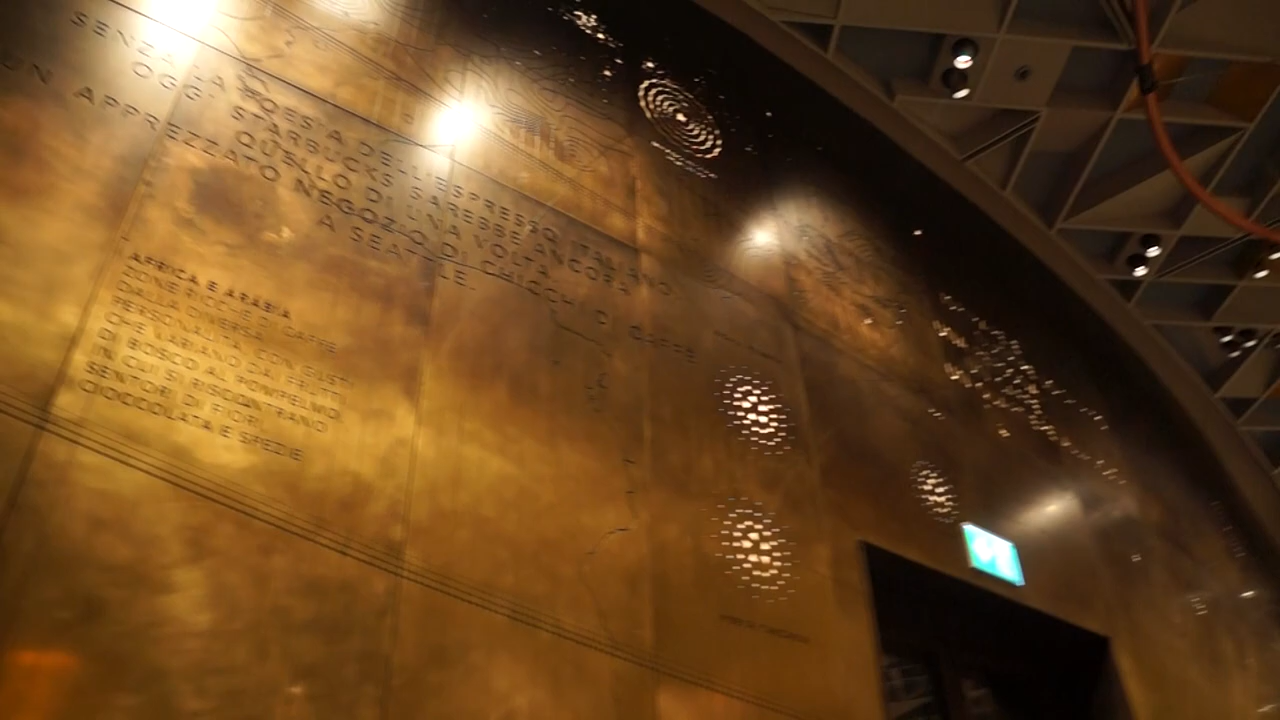 SENZA LA POESIA DELL'ESPRESSO ITALIANO,
OGGI STARBUCKS SAREBBE ANCORA
QUELLO DI UNA VOLTA
UN APPREZZATO NEGOZIO DI CHICCHI DI CAFFÈ
A SEATTLE.
AFRICA E ARABIA
ZONE RICCHE DI CAFFÈ
DALLA DIVERSA
PERSONALITÀ, CON GUSTI
CHE VARIANO DAI FRUTTI
DI BOSCO AL POMPELMO,
IN CUI SI RISCONTRANO
SENTORI DI FIORI,
CIOCCOLATA E SPEZIE